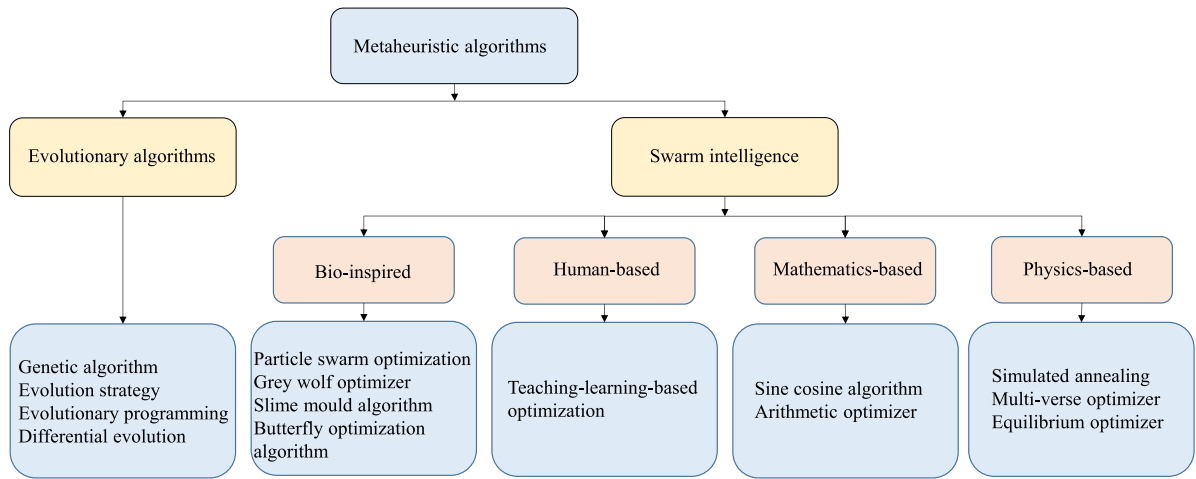 Metaheuristic algorithms
Evolutionary algorithms
Swarm intelligence
Bio-inspired
Human-based
Mathematics-based
Physics-based
Genetic algorithm
Evolution strategy
Evolutionary programming
Differential evolution
Particle swarm optimization
Grey wolf optimizer
Slime mould algorithm
Butterfly optimization
algorithm
Teaching-learning-based
optimization
Sine cosine algorithm
Arithmetic optimizer
Simulated annealing
Multi-verse optimizer
Equilibrium optimizer